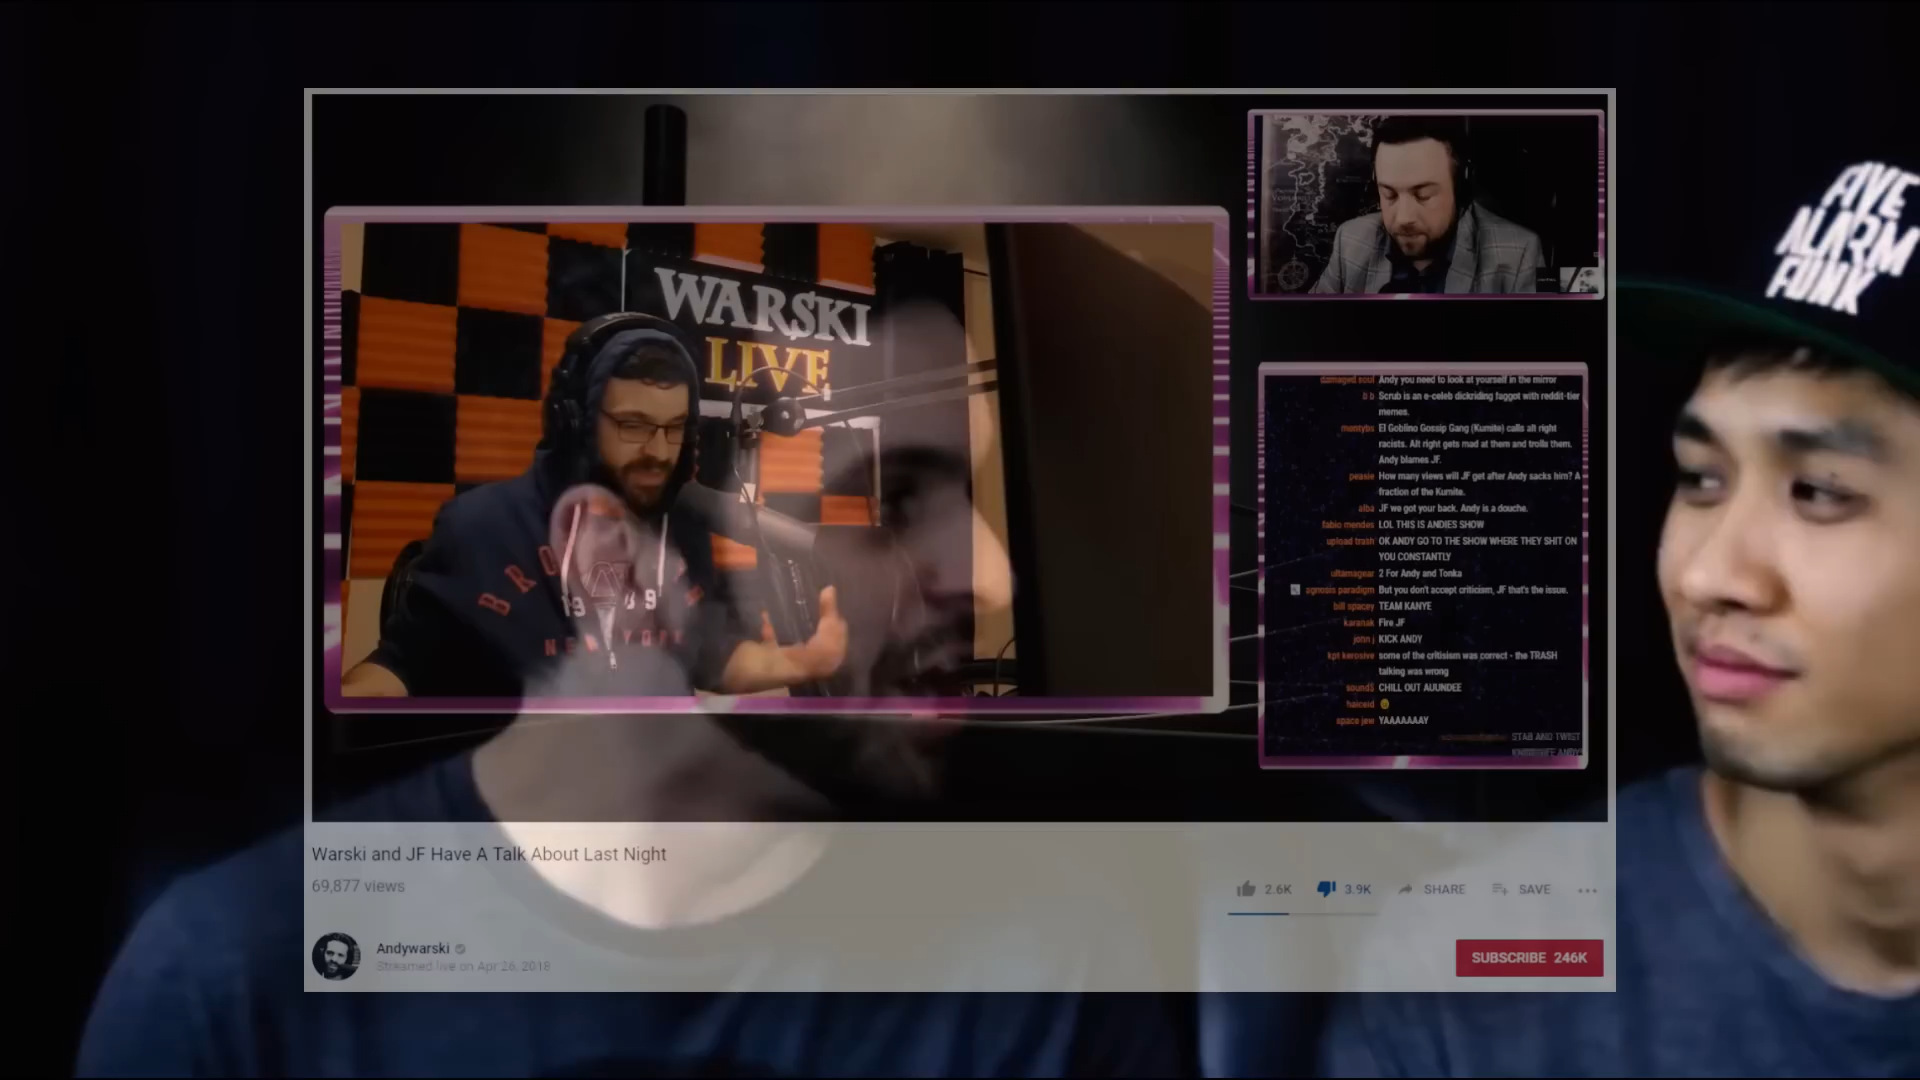 FIVE
ALARM
FUNK
WARSKI
LIVE
BRO
19 89
NEW YORK
damaged soul Andy you need to look at yourself in the mirror
b b Scrub is an e-celeb dickriding faggot with reddit-tier
memes.
montybs El Goblino Gossip Gang (Kumite) calls alt right
racists. Alt right gets mad at them and trolls them.
Andy blames JF.
peasie How many views will JF get after Andy sacks him? A
fraction of the Kumite.
alba JF we got your back. Andy is a douche.
fabio mendes LOL THIS IS ANDIES SHOW
upload trash OK ANDY GO TO THE SHOW WHERE THEY SHIT ON
YOU CONSTANTLY
ultamagear 2 For Andy and Tonka
agnosis paradigm But you don't accept criticism, JF that's the issue.
bill spacey TEAM KANYE
karanak Fire JF
john j KICK ANDY
kpt kerosive some of the critisism was correct - the TRASH
talking was wrong
sound$ CHILL OUT AUUNDEE
haiceid
space jew YAAAAAAAY
STAB AND TWIST
ANDY
Warski and JF Have A Talk About Last Night
69,877 views
2.6K 3.9K SHARE SAVE
Andywarski
Streamed live on Apr 26, 2018
SUBSCRIBE 246K